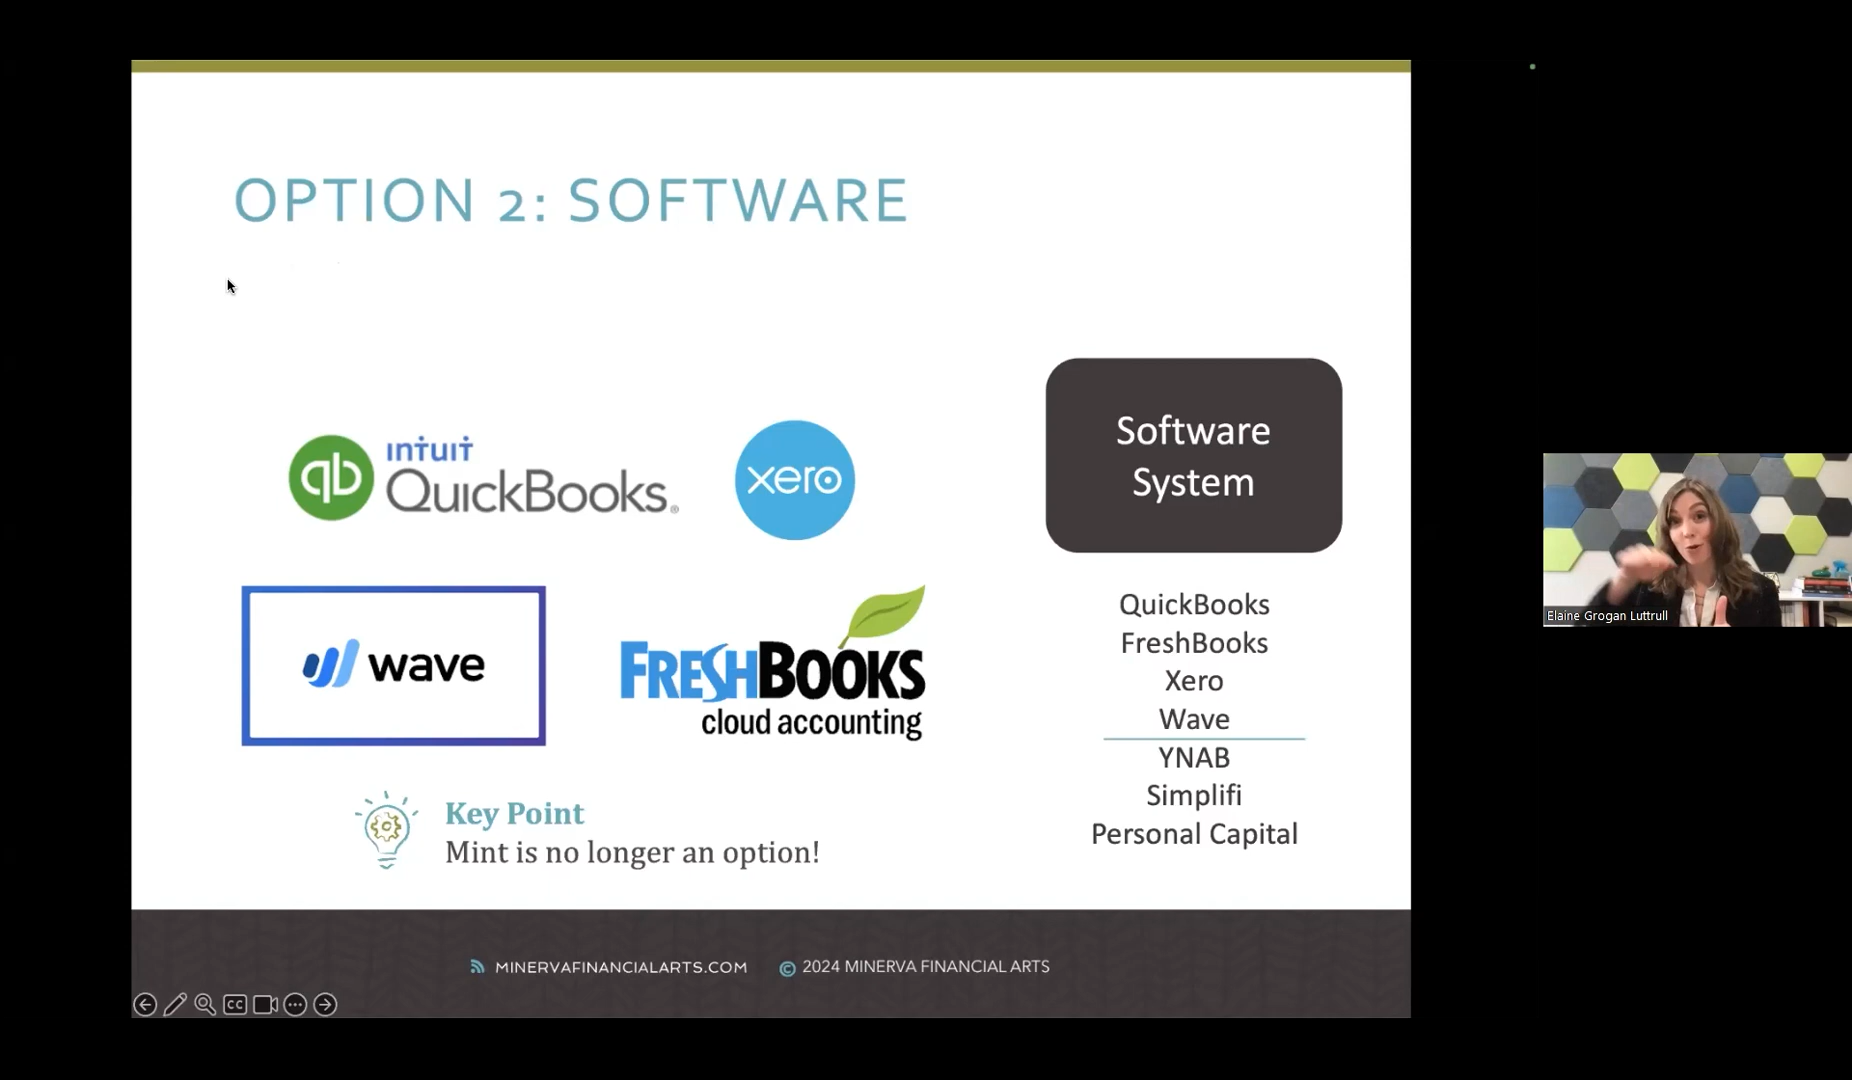 OPTION 2: SOFTWARE
qb
intuit
QuickBooks®
xero
wave
FRESHBOOKS
cloud accounting
Key Point
Mint is no longer an option!
Software
System
QuickBooks
FreshBooks
Xero
Wave
YNAB
Simplifi
Personal Capital
Elaine Grogan Luttrull
MINERVAFINANCIALARTS.COM
© 2024 MINERVA FINANCIAL ARTS
CC